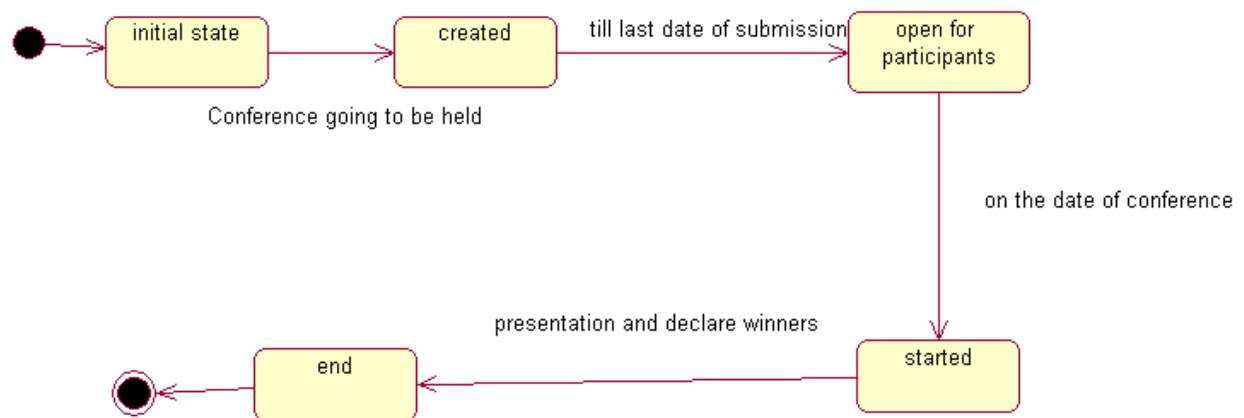 initial state
created
till last date of submission
open for
participants
Conference going to be held
on the date of conference
presentation and declare winners
started
end